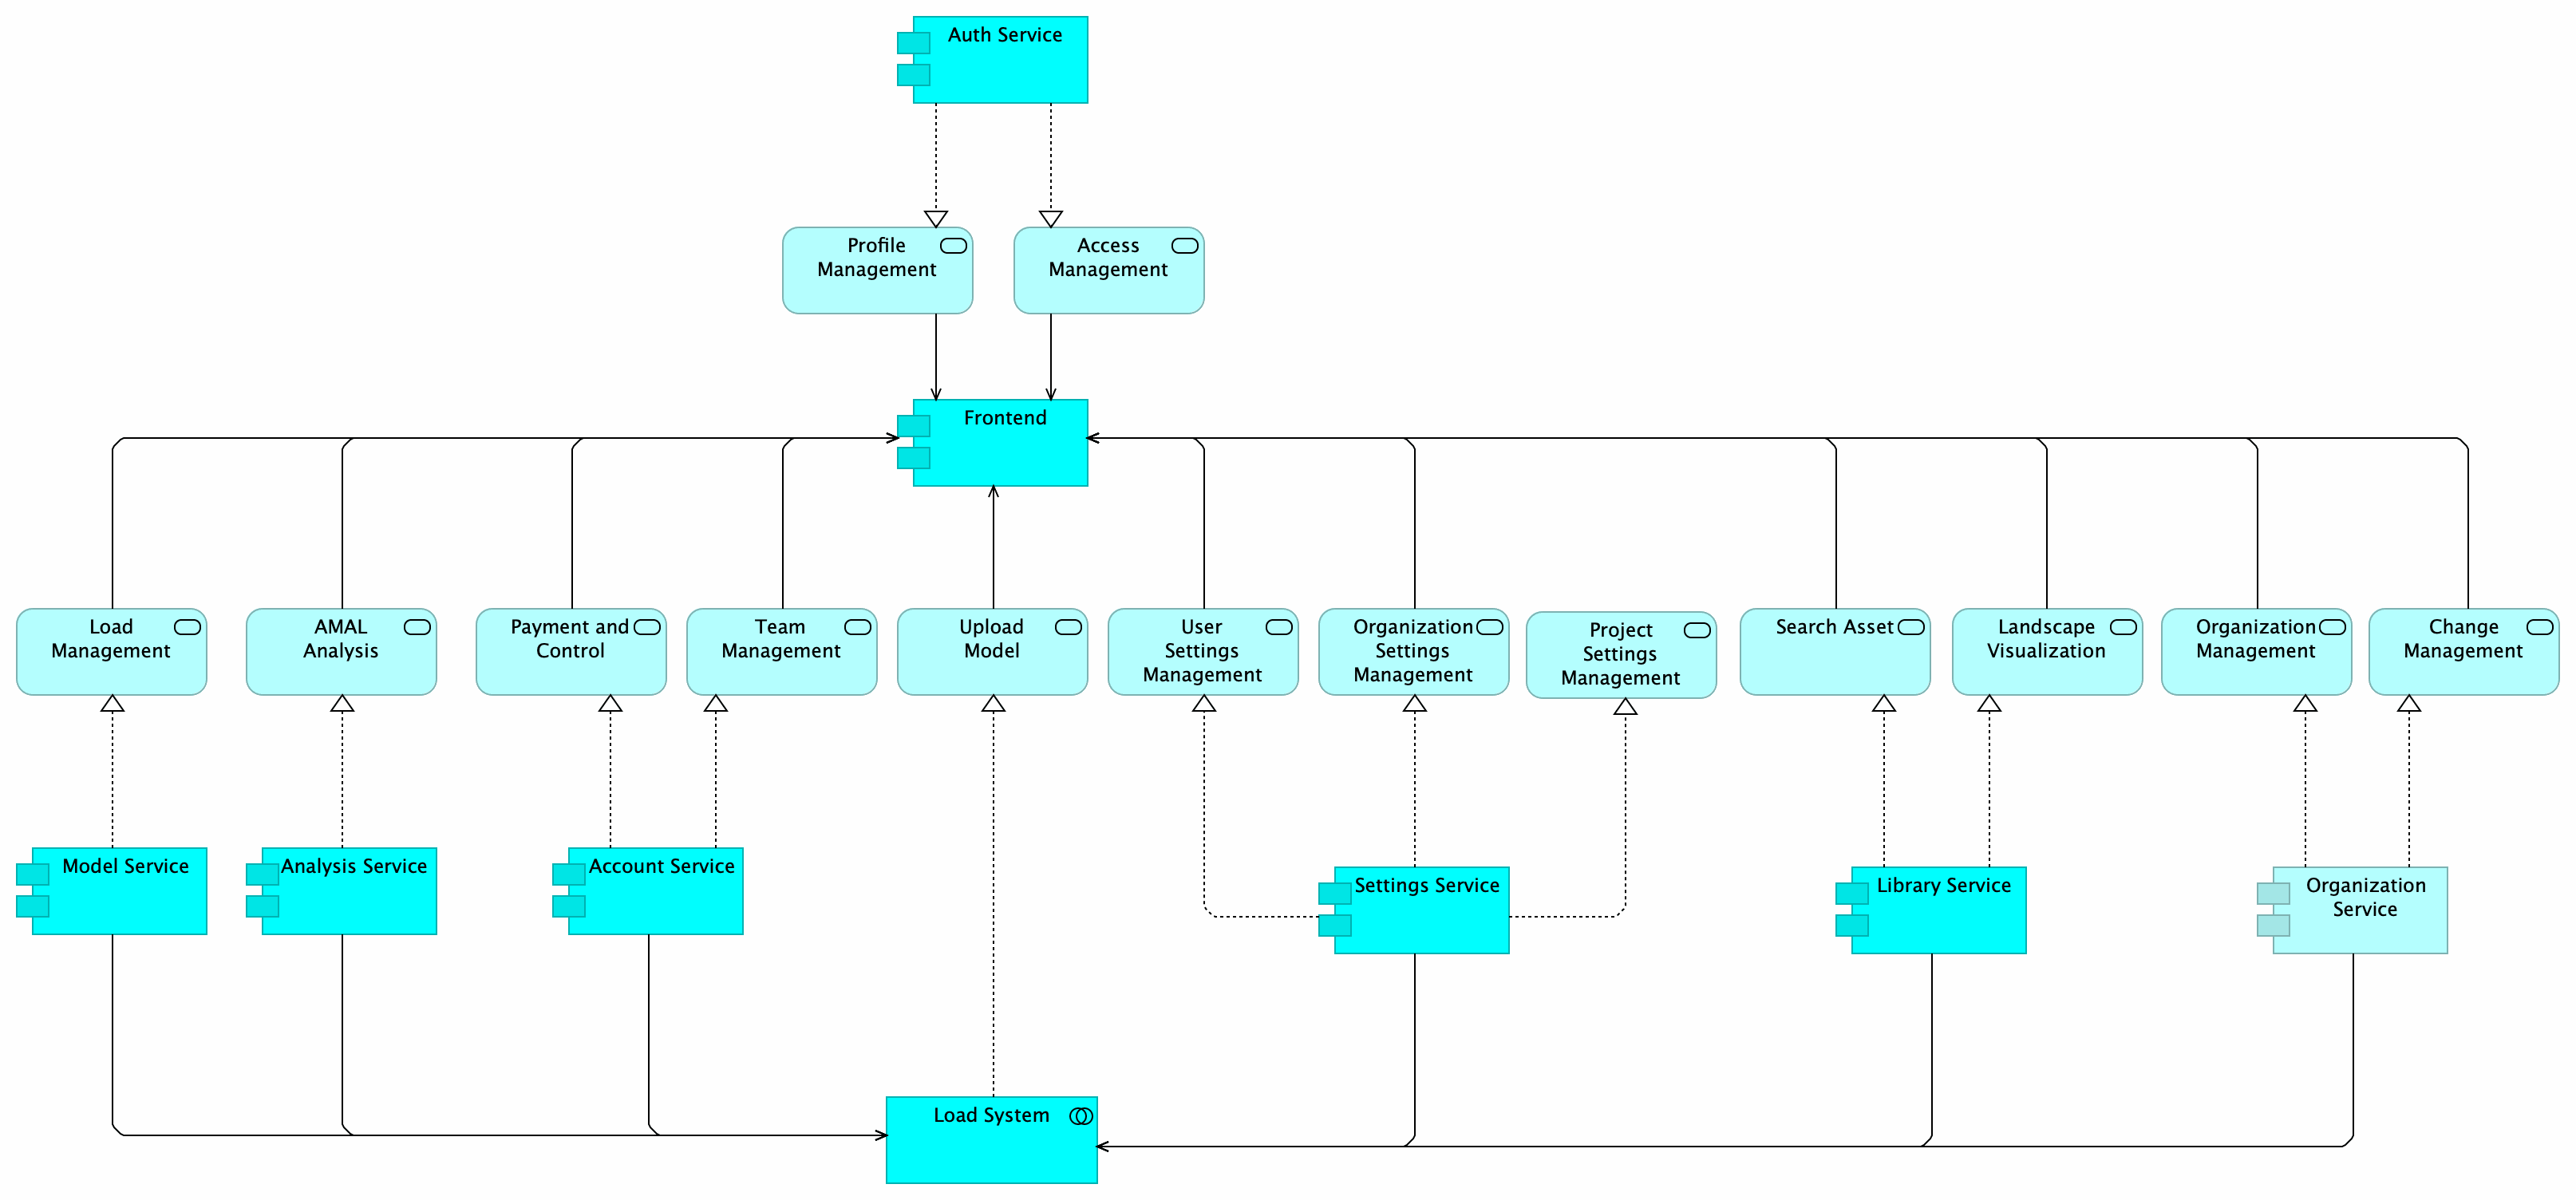 Auth Service
Profile
Management
Access
Management
Frontend
Load
Management
AMAL
Analysis
Payment and
Control
Team
Management
Upload
Model
User
Settings
Management
Organization
Settings
Management
Project
Settings
Management
Search Asset
Landscape
Visualization
Organization
Management
Change
Management
Model Service
Analysis Service
Account Service
Settings Service
Library Service
Organization
Service
Load System